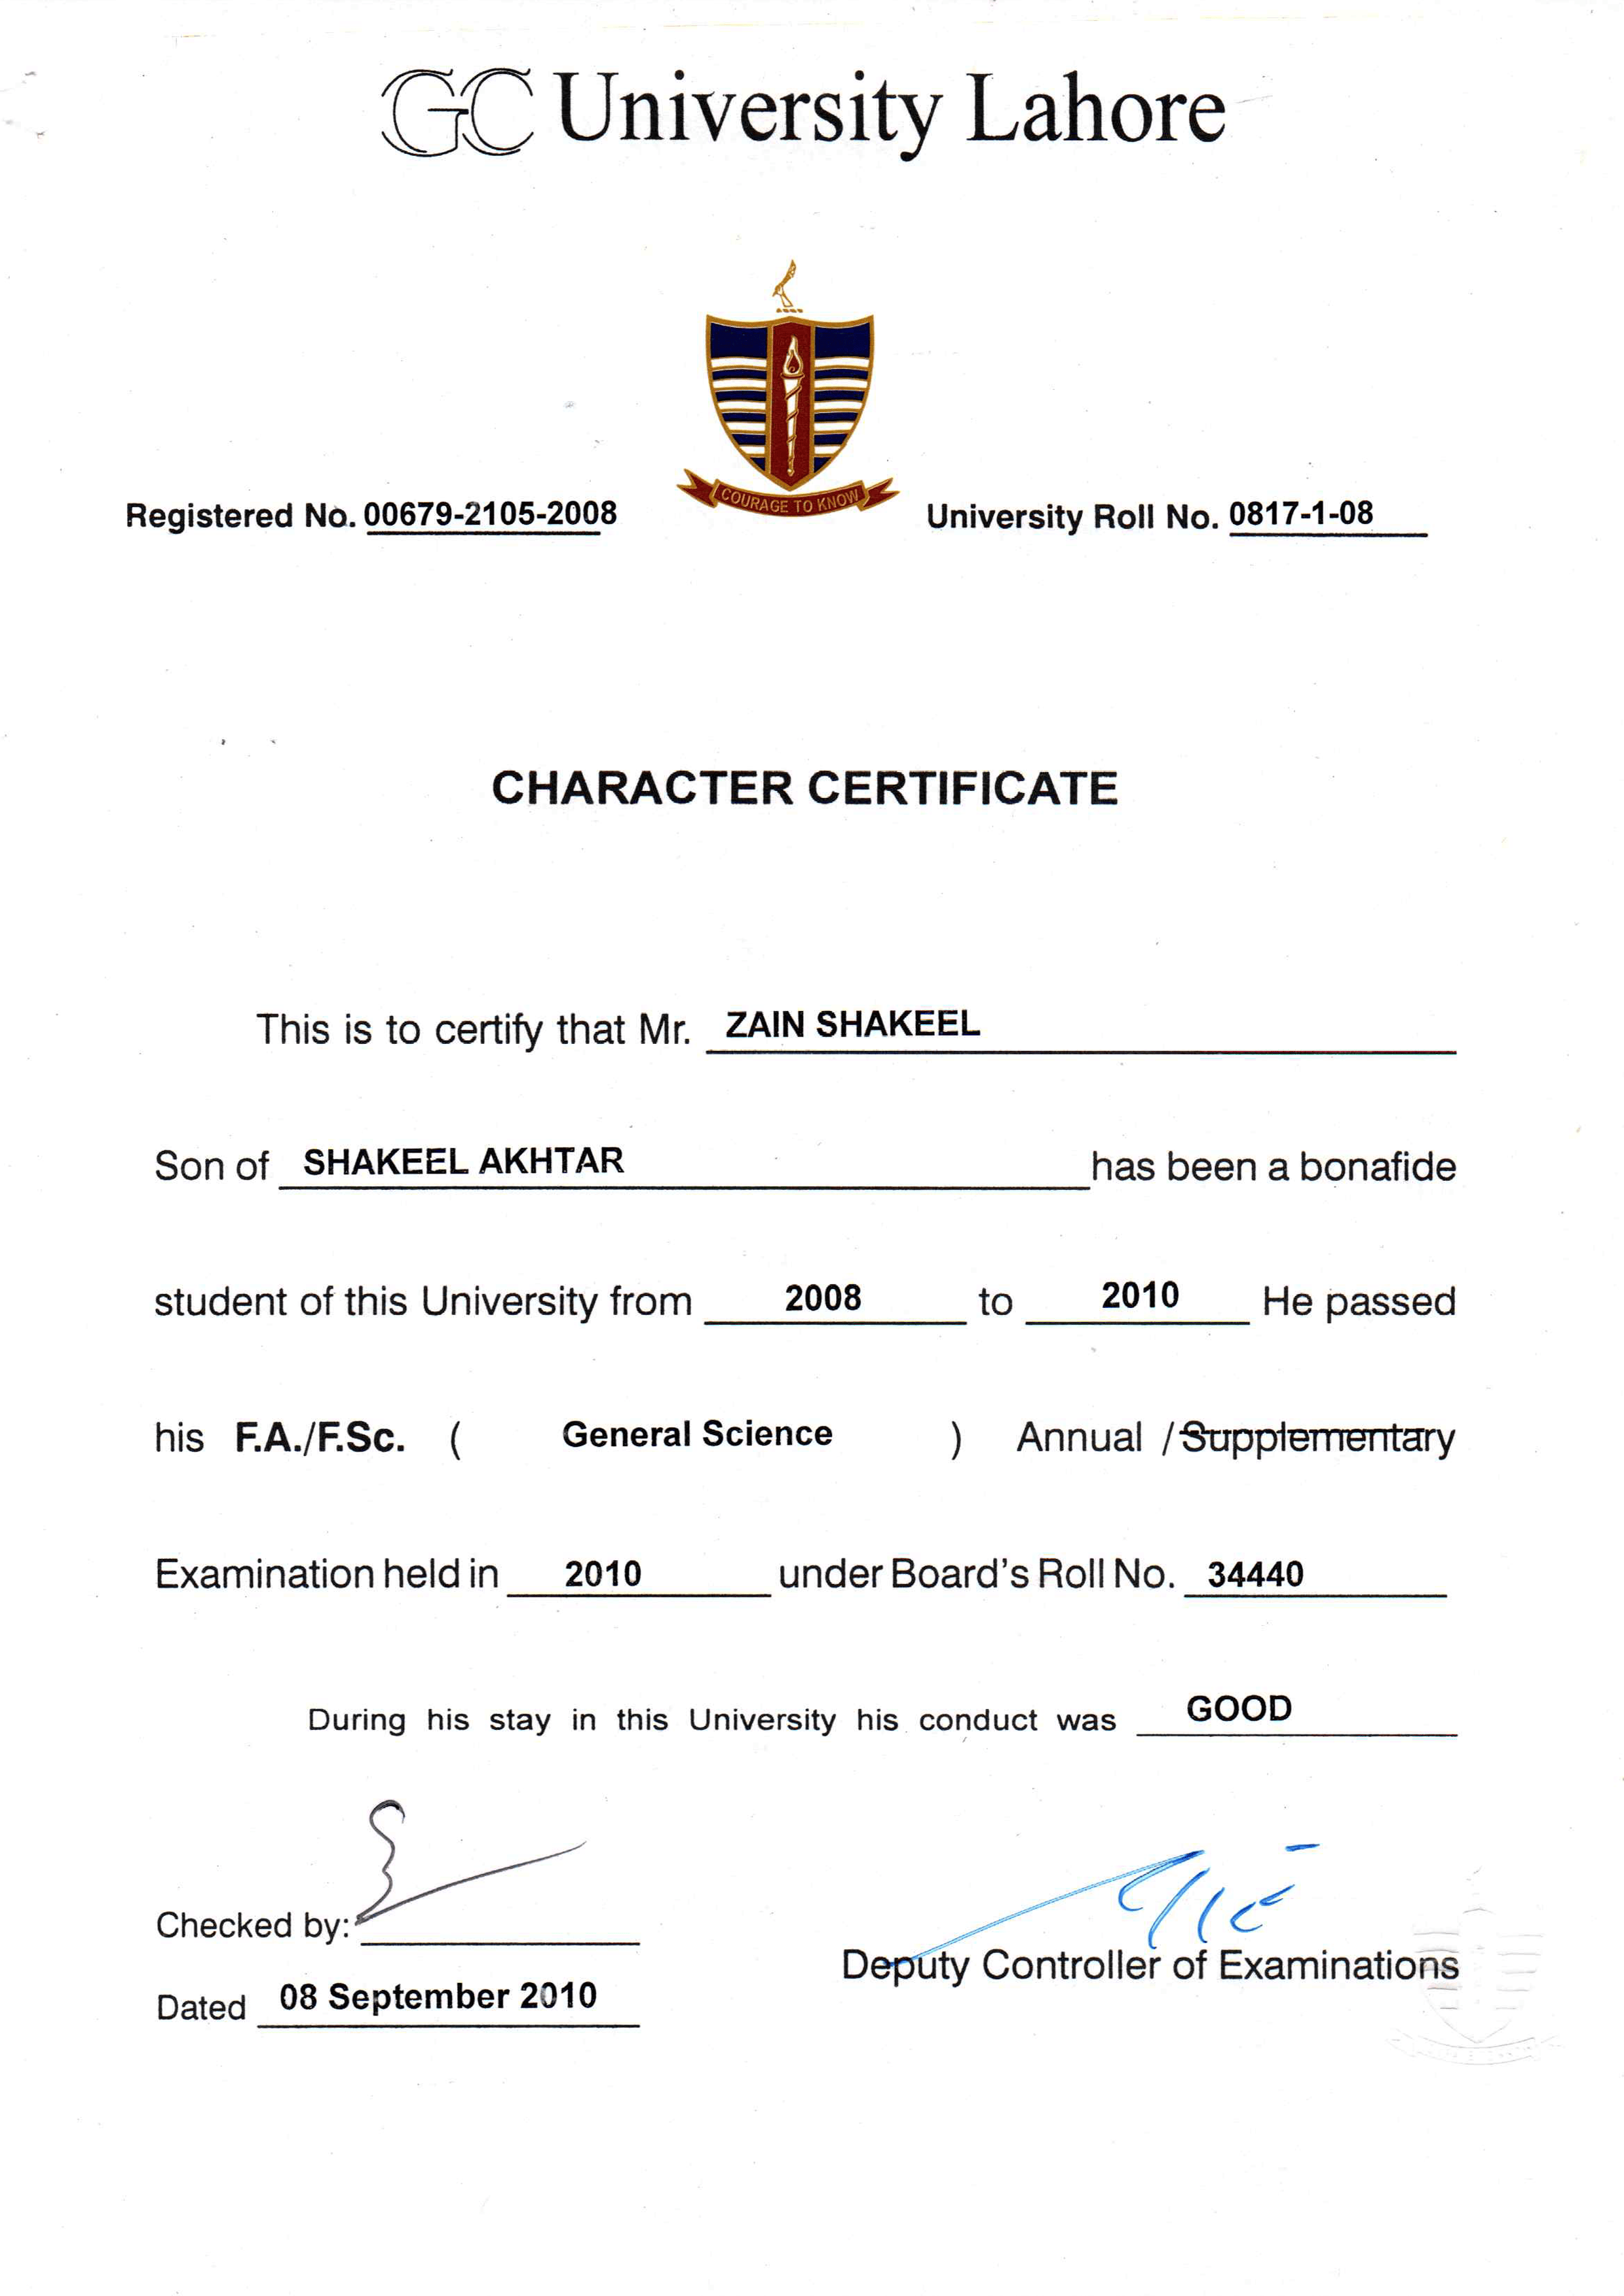 GC University Lahore
COURAGE TO KNOW
Registered No. 00679-2105-2008 University Roll No. 0817-1-08
CHARACTER CERTIFICATE
This is to certify that Mr. ZAIN SHAKEEL
Son of SHAKEEL AKHTAR has been a bonafide
student of this University from 2008 to 2010 He passed
his F.A./F.Sc. ( General Science ) Annual / Supplementary
Examination held in 2010 under Board's Roll No. 34440
During his stay in this University his conduct was GOOD
Checked by:
Deputy Controller of Examinations
Dated 08 September 2010